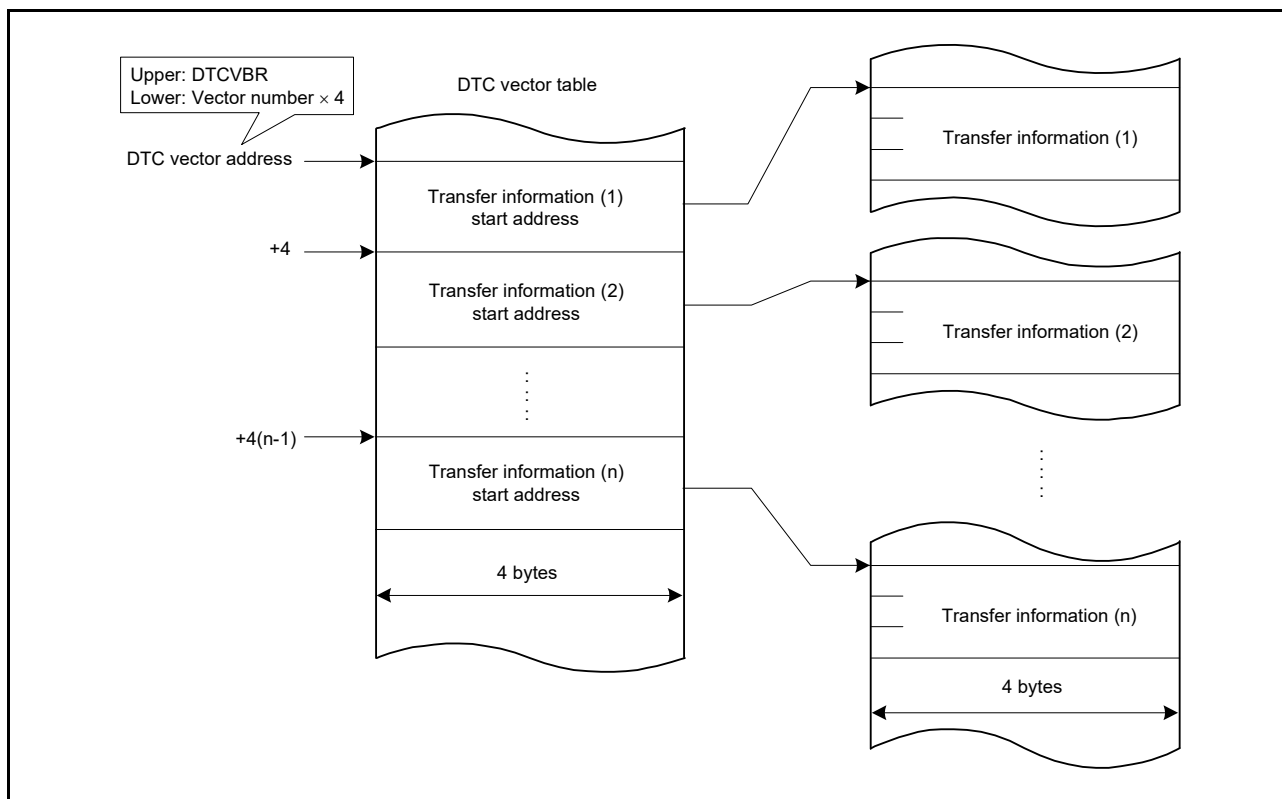 Upper: DTCVBR
Lower: Vector number × 4
DTC vector address
+4
+4(n-1)
DTC vector table
Transfer information (1)
start address
Transfer information (2)
start address
Transfer information (n)
start address
4 bytes
Transfer information (1)
Transfer information (2)
Transfer information (n)
4 bytes